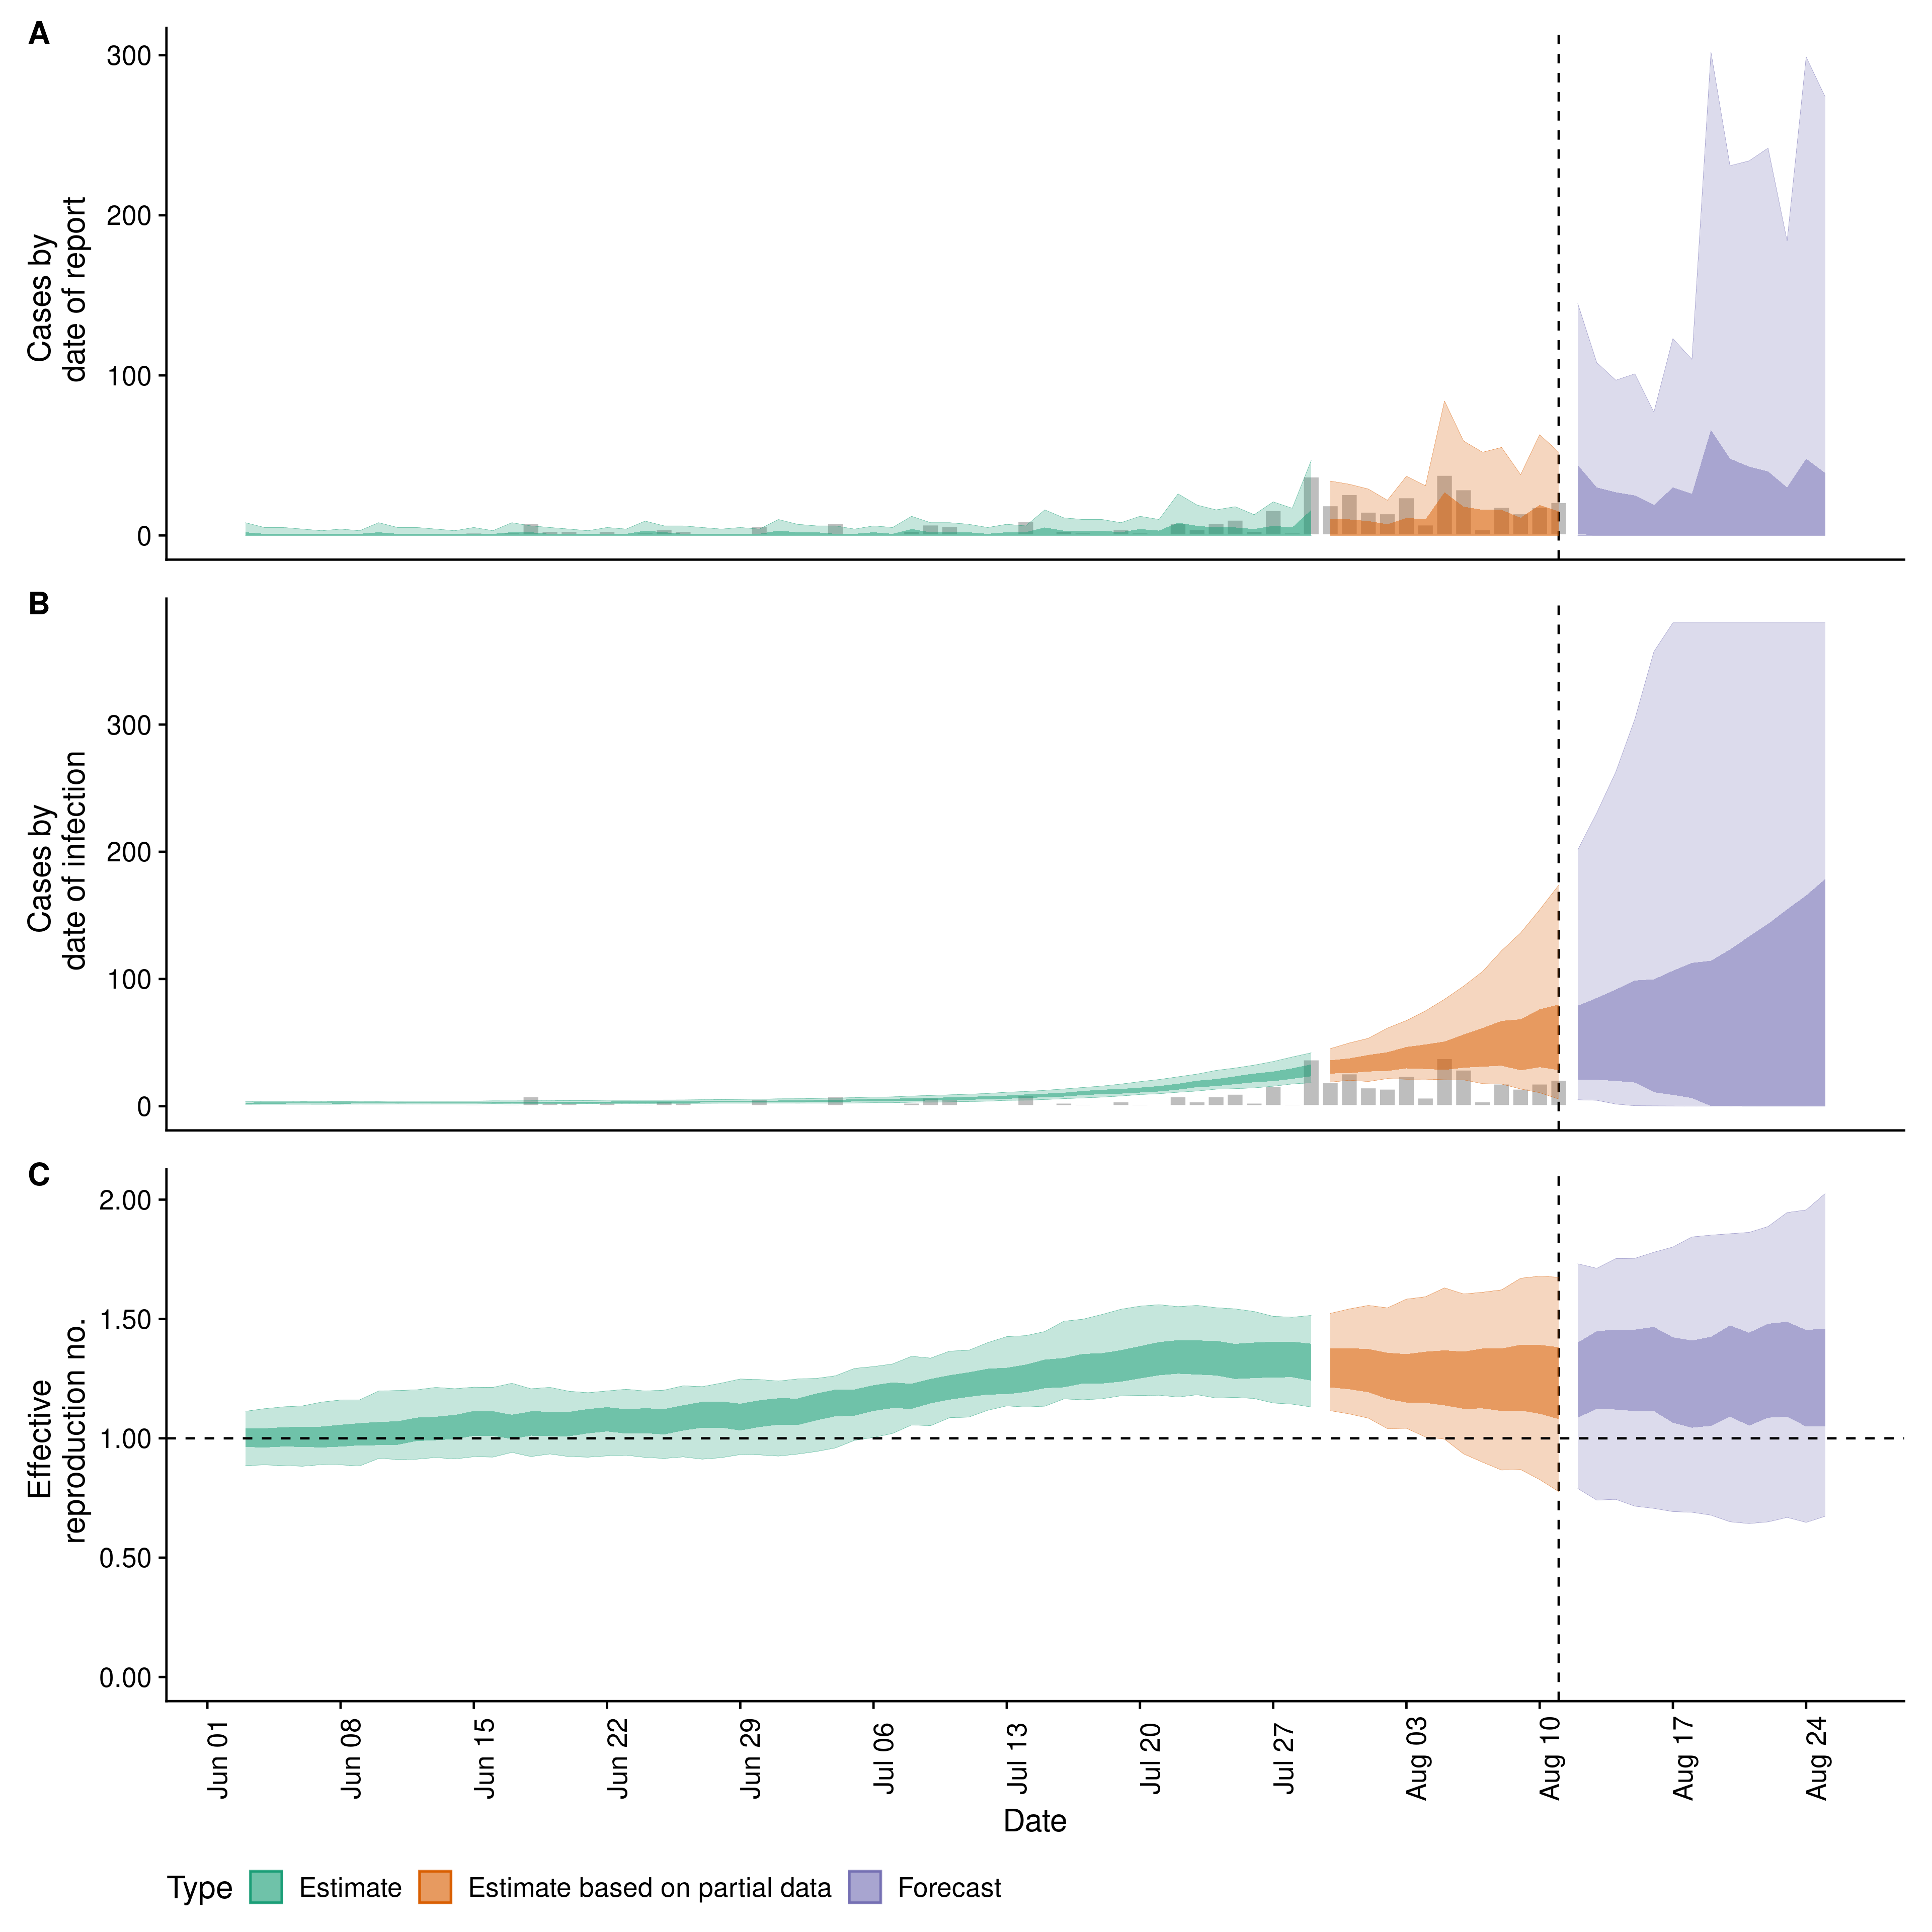 A
300
200
100
0
Cases by
date of report
B
300
200
100
0
Cases by
date of infection
C
2.00
1.50
1.00
0.50
0.00
Effective
reproduction no.
Jun 01
Jun 08
Jun 15
Jun 22
Jun 29
Jul 06
Jul 13
Jul 20
Jul 27
Aug 03
Aug 10
Aug 17
Aug 24
Date
Type Estimate Estimate based on partial data Forecast